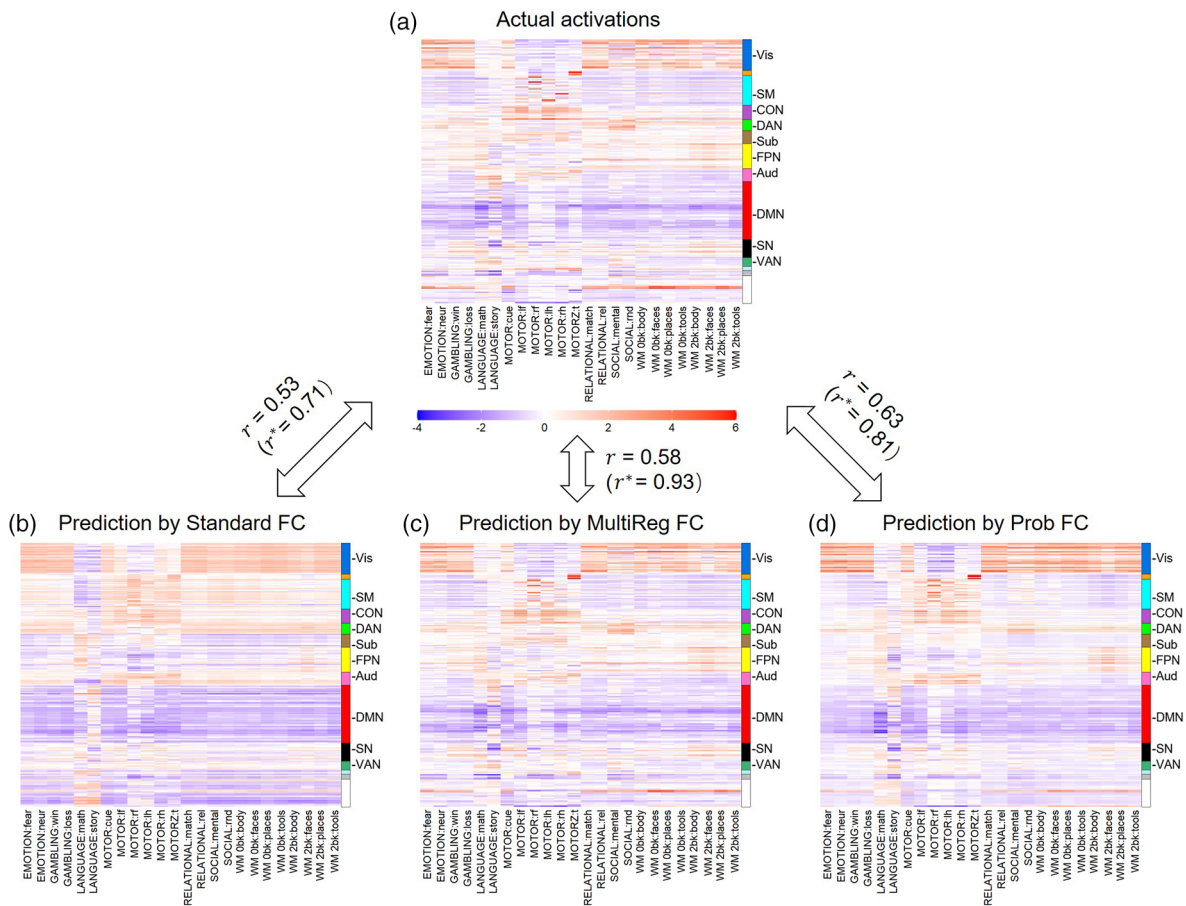 (a)
Actual activations
-Vis
-SM
-CON
-DAN
-Sub
-FPN
-Aud
-DMN
-SN
-VAN
EMOTION:fear
EMOTION:neur
GAMBLING:win
GAMBLING:loss
LANGUAGE:math
LANGUAGE:story
MOTOR:cue
MOTOR:lf
MOTOR:rf
MOTOR:lh
MOTOR:rh
MOTORZ:t
RELATIONAL:match
RELATIONAL:rel
SOCIAL:mental
SOCIAL:rnd
WM 0bk:body
WM 0bk:faces
WM 0bk:places
WM 0bk:tools
WM 2bk:body
WM 2bk:faces
WM 2bk:places
WM 2bk:tools
-4 -2 0 2 4 6
r = 0.53
(r* = 0.71)
r = 0.58
(r* = 0.93)
r = 0.63
(r* = 0.81)
(b)
Prediction by Standard FC
-Vis
-SM
-CON
-DAN
-Sub
-FPN
-Aud
-DMN
-SN
-VAN
EMOTION:fear
EMOTION:neur
GAMBLING:win
GAMBLING:loss
LANGUAGE:math
LANGUAGE:story
MOTOR:cue
MOTOR:lf
MOTOR:rf
MOTOR:lh
MOTOR:rh
MOTORZ:t
RELATIONAL:match
RELATIONAL:rel
SOCIAL:mental
SOCIAL:rnd
WM 0bk:body
WM 0bk:faces
WM 0bk:places
WM 0bk:tools
WM 2bk:body
WM 2bk:faces
WM 2bk:places
WM 2bk:tools
(c)
Prediction by MultiReg FC
-Vis
-SM
-CON
-DAN
-Sub
-FPN
-Aud
-DMN
-SN
-VAN
EMOTION:fear
EMOTION:neur
GAMBLING:win
GAMBLING:loss
LANGUAGE:math
LANGUAGE:story
MOTOR:cue
MOTOR:lf
MOTOR:rf
MOTOR:lh
MOTOR:rh
MOTORZ:t
RELATIONAL:match
RELATIONAL:rel
SOCIAL:mental
SOCIAL:rnd
WM 0bk:body
WM 0bk:faces
WM 0bk:places
WM 0bk:tools
WM 2bk:body
WM 2bk:faces
WM 2bk:places
WM 2bk:tools
(d)
Prediction by Prob FC
-Vis
-SM
-CON
-DAN
-Sub
-FPN
-Aud
-DMN
-SN
-VAN
EMOTION:fear
EMOTION:neur
GAMBLING:win
GAMBLING:loss
LANGUAGE:math
LANGUAGE:story
MOTOR:cue
MOTOR:lf
MOTOR:rf
MOTOR:lh
MOTOR:rh
MOTORZ:t
RELATIONAL:match
RELATIONAL:rel
SOCIAL:mental
SOCIAL:rnd
WM 0bk:body
WM 0bk:faces
WM 0bk:places
WM 0bk:tools
WM 2bk:body
WM 2bk:faces
WM 2bk:places
WM 2bk:tools